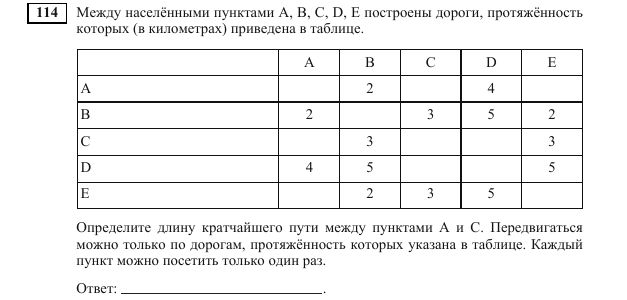 114 Между населёнными пунктами A, B, C, D, E построены дороги, протяжённость
которых (в километрах) приведена в таблице.
A B C D E
A 2 4
B 2 3 5 2
C 3 3
D 4 5 5
E 2 3 5
Определите длину кратчайшего пути между пунктами A и C. Передвигаться
можно только по дорогам, протяжённость которых указана в таблице. Каждый
пункт можно посетить только один раз.
Ответ: .